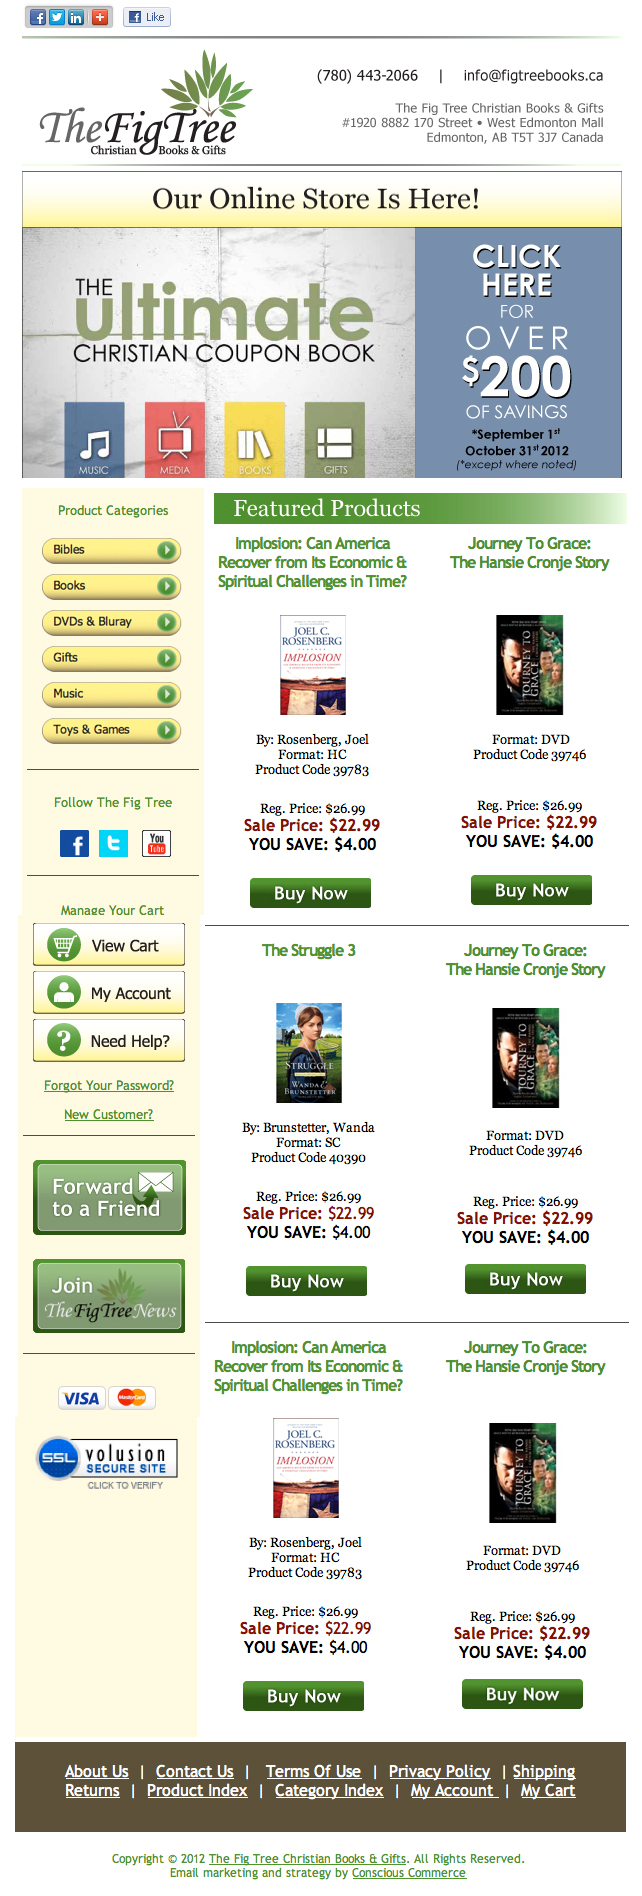 Like
(780) 443-2066 | info@figtreebooks.ca
The Fig Tree Christian Books & Gifts
#1920 8882 170 Street • West Edmonton Mall
Edmonton, AB T5T 3J7 Canada
TheFigTree
Christian Books & Gifts
Our Online Store Is Here!
THE
ultimate
CHRISTIAN COUPON BOOK
MUSIC
MEDIA
BOOKS
GIFTS
CLICK
HERE
FOR
OVER
$200
OF SAVINGS
*September 1st
October 31st 2012
(*except where noted)
Product Categories
Bibles
Books
DVDs & Bluray
Gifts
Music
Toys & Games
Follow The Fig Tree
You
Tube
Manage Your Cart
View Cart
My Account
Need Help?
Forgot Your Password?
New Customer?
Forward
to a Friend
Join
TheFigTreeNews
VISA
MasterCard
SSL
volusion
SECURE SITE
CLICK TO VERIFY
Featured Products
Implosion: Can America
Recover from Its Economic &
Spiritual Challenges in Time?
JOEL C.
ROSENBERG
IMPLOSION
By: Rosenberg, Joel
Format: HC
Product Code 39783
Reg. Price: $26.99
Sale Price: $22.99
YOU SAVE: $4.00
Buy Now
Journey To Grace:
The Hansie Cronje Story
JOURNEY TO
GRACE
Format: DVD
Product Code 39746
Reg. Price: $26.99
Sale Price: $22.99
YOU SAVE: $4.00
Buy Now
The Struggle 3
The
STRUGGLE
WANDA E.
BRUNSTETTER
By: Brunstetter, Wanda
Format: SC
Product Code 40390
Reg. Price: $26.99
Sale Price: $22.99
YOU SAVE: $4.00
Buy Now
Journey To Grace:
The Hansie Cronje Story
JOURNEY TO
GRACE
Format: DVD
Product Code 39746
Reg. Price: $26.99
Sale Price: $22.99
YOU SAVE: $4.00
Buy Now
Implosion: Can America
Recover from Its Economic &
Spiritual Challenges in Time?
JOEL C.
ROSENBERG
IMPLOSION
By: Rosenberg, Joel
Format: HC
Product Code 39783
Reg. Price: $26.99
Sale Price: $22.99
YOU SAVE: $4.00
Buy Now
Journey To Grace:
The Hansie Cronje Story
JOURNEY TO
GRACE
Format: DVD
Product Code 39746
Reg. Price: $26.99
Sale Price: $22.99
YOU SAVE: $4.00
Buy Now
About Us | Contact Us | Terms Of Use | Privacy Policy | Shipping
Returns | Product Index | Category Index | My Account | My Cart
Copyright © 2012 The Fig Tree Christian Books & Gifts. All Rights Reserved.
Email marketing and strategy by Conscious Commerce